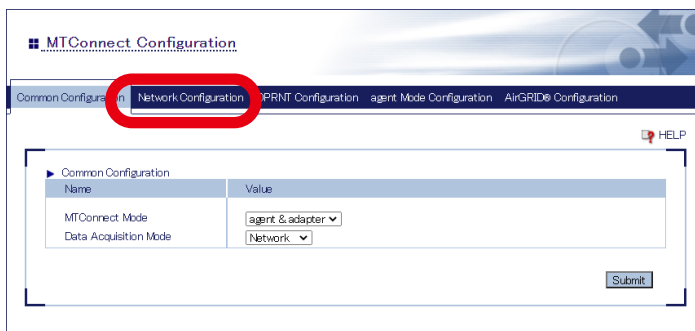 MTConnect Configuration
Common Configuration Network Configuration DPRNT Configuration agent Mode Configuration AirGRID® Configuration
HELP
Common Configuration
Name Value
MTConnect Mode agent & adapter
Data Acquisition Mode Network
Submit